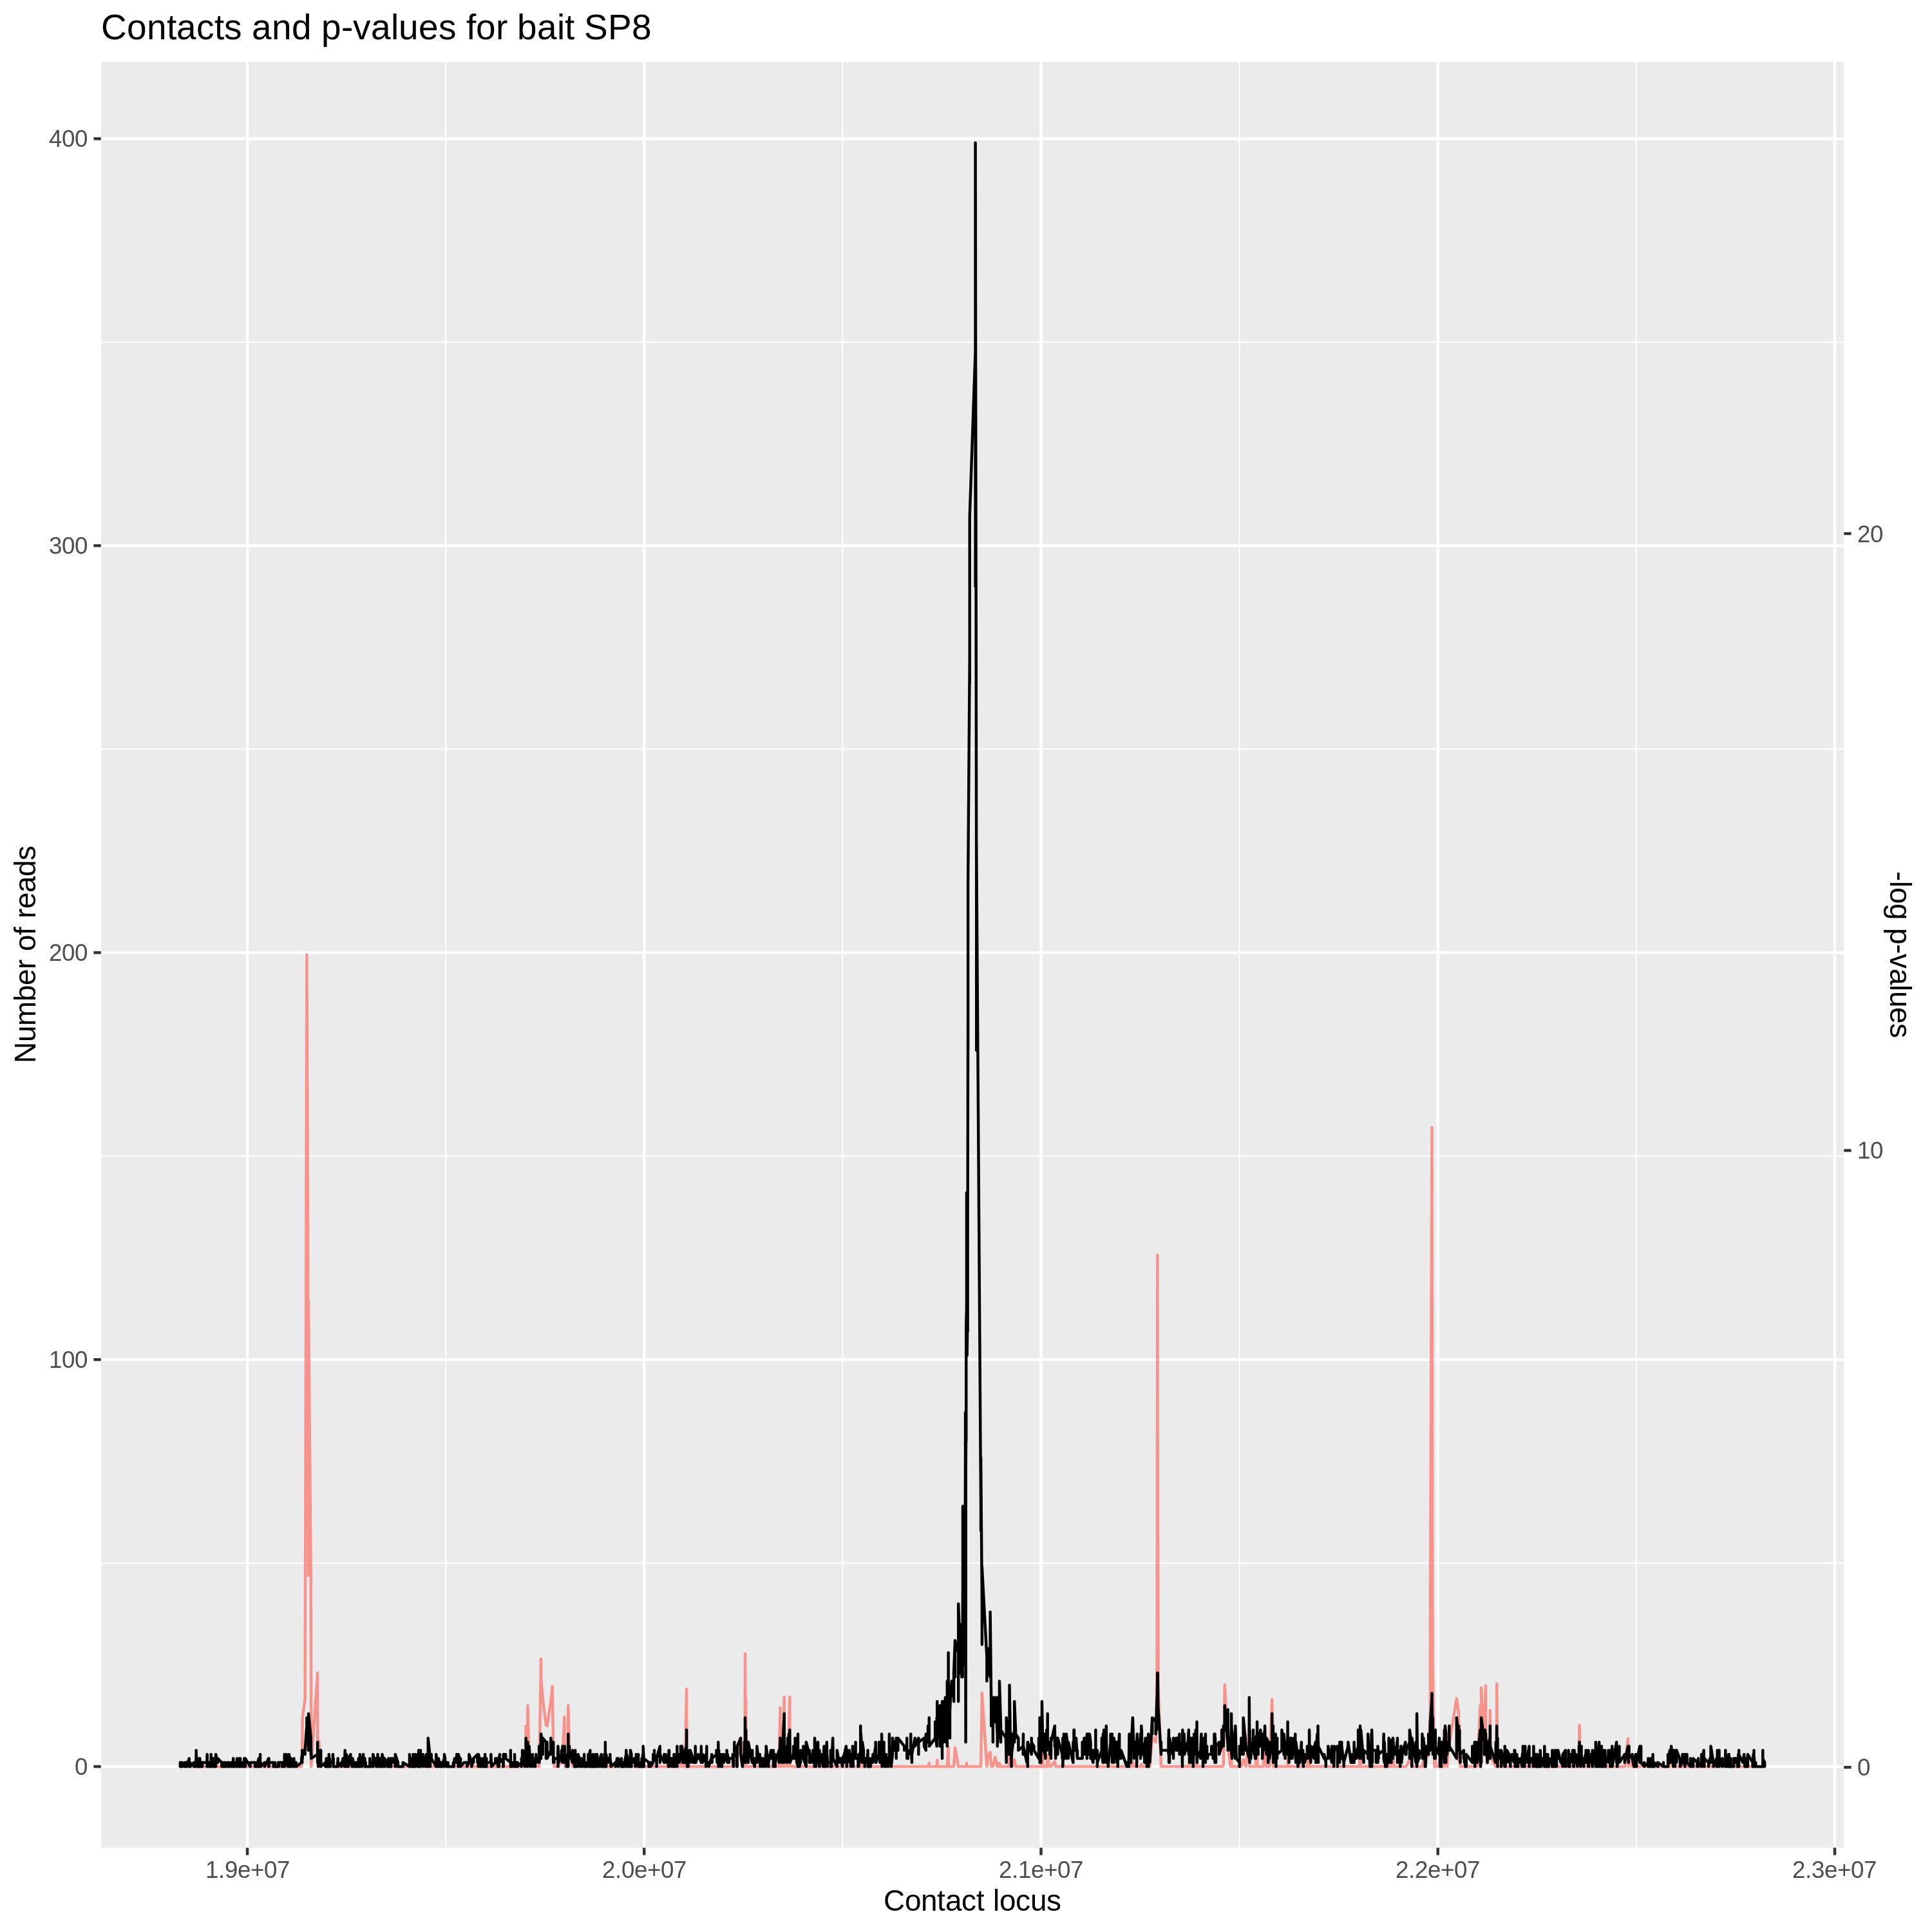 Contacts and p-values for bait SP8
400
300
200
100
0
Number of reads
20
10
0
-log p-values
1.9e+07
2.0e+07
2.1e+07
2.2e+07
2.3e+07
Contact locus